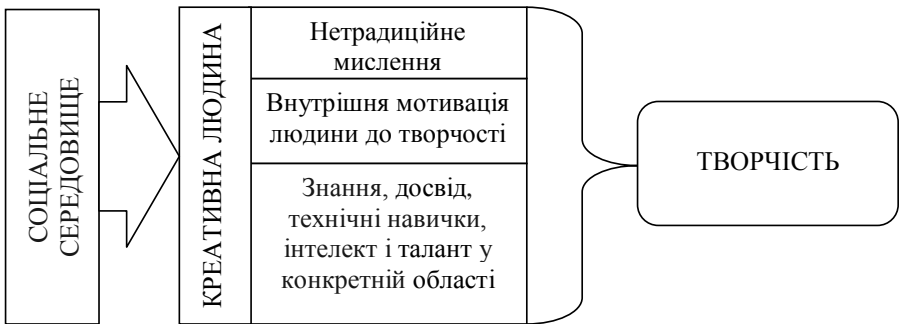 СОЦІАЛЬНЕ
СЕРЕДОВИЩЕ
КРЕАТИВНА ЛЮДИНА
Нетрадиційне
мислення
Внутрішня мотивація
людини до творчості
Знання, досвід,
технічні навички,
інтелект і талант у
конкретній області
ТВОРЧІСТЬ